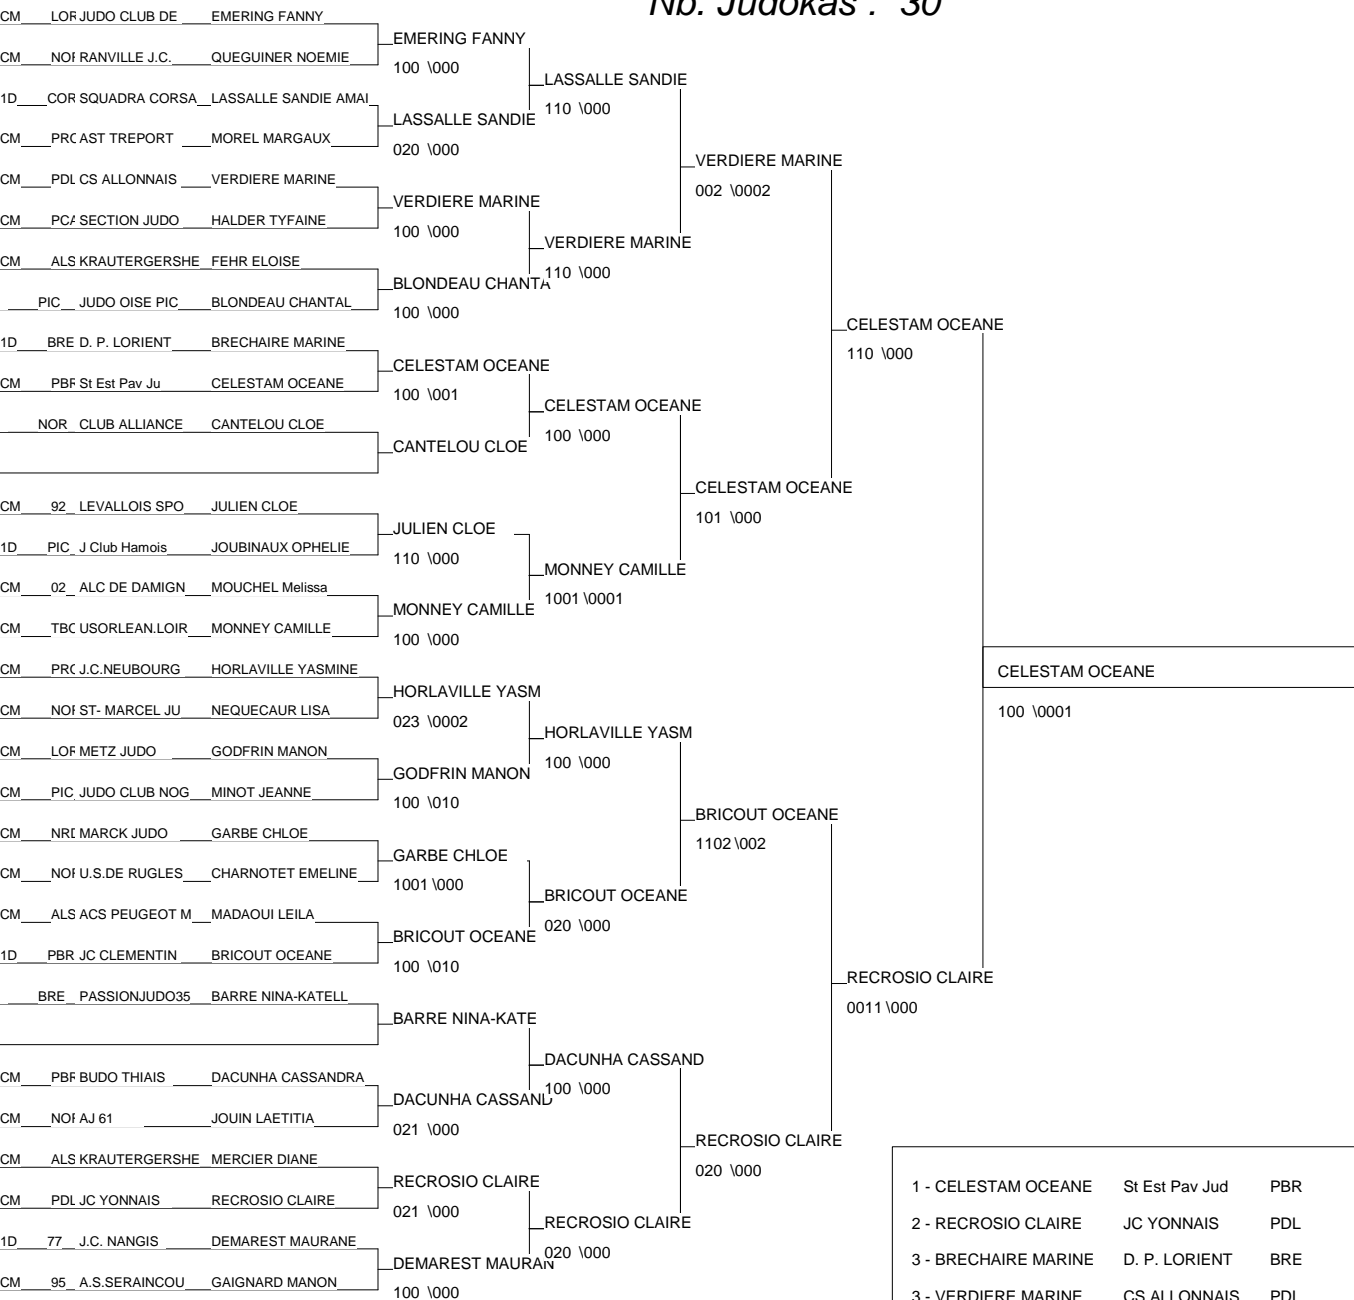 Nb. Judokas : 30
CM LOR JUDO CLUB DE EMERING FANNY
EMERING FANNY
CM NOR RANVILLE J.C. QUEGUINER NOEMIE
100 \000
LASSALLE SANDIE
1D COR SQUADRA CORSA LASSALLE SANDIE AMAI
110 \000
LASSALLE SANDIE
CM PRO AST TREPORT MOREL MARGAUX
020 \000
VERDIERE MARINE
CM PDL CS ALLONNAIS VERDIERE MARINE
002 \0002
VERDIERE MARINE
CM PCA SECTION JUDO HALDER TYFAINE
100 \000
VERDIERE MARINE
CM ALS KRAUTERGERSHE FEHR ELOISE
110 \000
BLONDEAU CHANTA
PIC JUDO OISE PIC BLONDEAU CHANTAL
100 \000
CELESTAM OCEANE
1D BRE D. P. LORIENT BRECHAIRE MARINE
110 \000
CELESTAM OCEANE
CM PBR St Est Pav Ju CELESTAM OCEANE
100 \001
CELESTAM OCEANE
NOR CLUB ALLIANCE CANTELOU CLOE
100 \000
CANTELOU CLOE
CELESTAM OCEANE
CM 92 LEVALLOIS SPO JULIEN CLOE
101 \000
JULIEN CLOE
1D PIC J Club Hamois JOUBINAUX OPHELIE
110 \000
MONNEY CAMILLE
CM 02 ALC DE DAMIGN MOUCHEL Melissa
1001 \0001
MONNEY CAMILLE
CM TBO USORLEAN.LOIR MONNEY CAMILLE
100 \000
CM PRO J.C.NEUBOURG HORLAVILLE YASMINE
CELESTAM OCEANE
HORLAVILLE YASM
CM NOR ST- MARCEL JU NEQUECAUR LISA
100 \0001
023 \0002
HORLAVILLE YASM
CM LOR METZ JUDO GODFRIN MANON
100 \000
GODFRIN MANON
CM PIC JUDO CLUB NOG MINOT JEANNE
100 \010
BRICOUT OCEANE
CM NRD MARCK JUDO GARBE CHLOE
1102 \002
GARBE CHLOE
CM NOR U.S.DE RUGLES CHARNOTET EMELINE
1001 \000
BRICOUT OCEANE
CM ALS ACS PEUGEOT M MADAOUI LEILA
020 \000
BRICOUT OCEANE
1D PBR JC CLEMENTIN BRICOUT OCEANE
100 \010
RECROSIO CLAIRE
BRE PASSIONJUDO35 BARRE NINA-KATELL
0011 \000
BARRE NINA-KATE
DACUNHA CASSAND
CM PBR BUDO THIAIS DACUNHA CASSANDRA
100 \000
DACUNHA CASSAND
CM NOR AJ 61 JOUIN LAETITIA
021 \000
RECROSIO CLAIRE
CM ALS KRAUTERGERSHE MERCIER DIANE
020 \000
RECROSIO CLAIRE
CM PDL JC YONNAIS RECROSIO CLAIRE
021 \000
RECROSIO CLAIRE
1D 77 J.C. NANGIS DEMAREST MAURANE
020 \000
DEMAREST MAURAN
CM 95 A.S.SERAINCOU GAIGNARD MANON
100 \000
1 - CELESTAM OCEANE St Est Pav Jud PBR
2 - RECROSIO CLAIRE JC YONNAIS PDL
3 - BRECHAIRE MARINE D. P. LORIENT BRE
3 - VERDIERE MARINE CS ALLONNAIS PDL